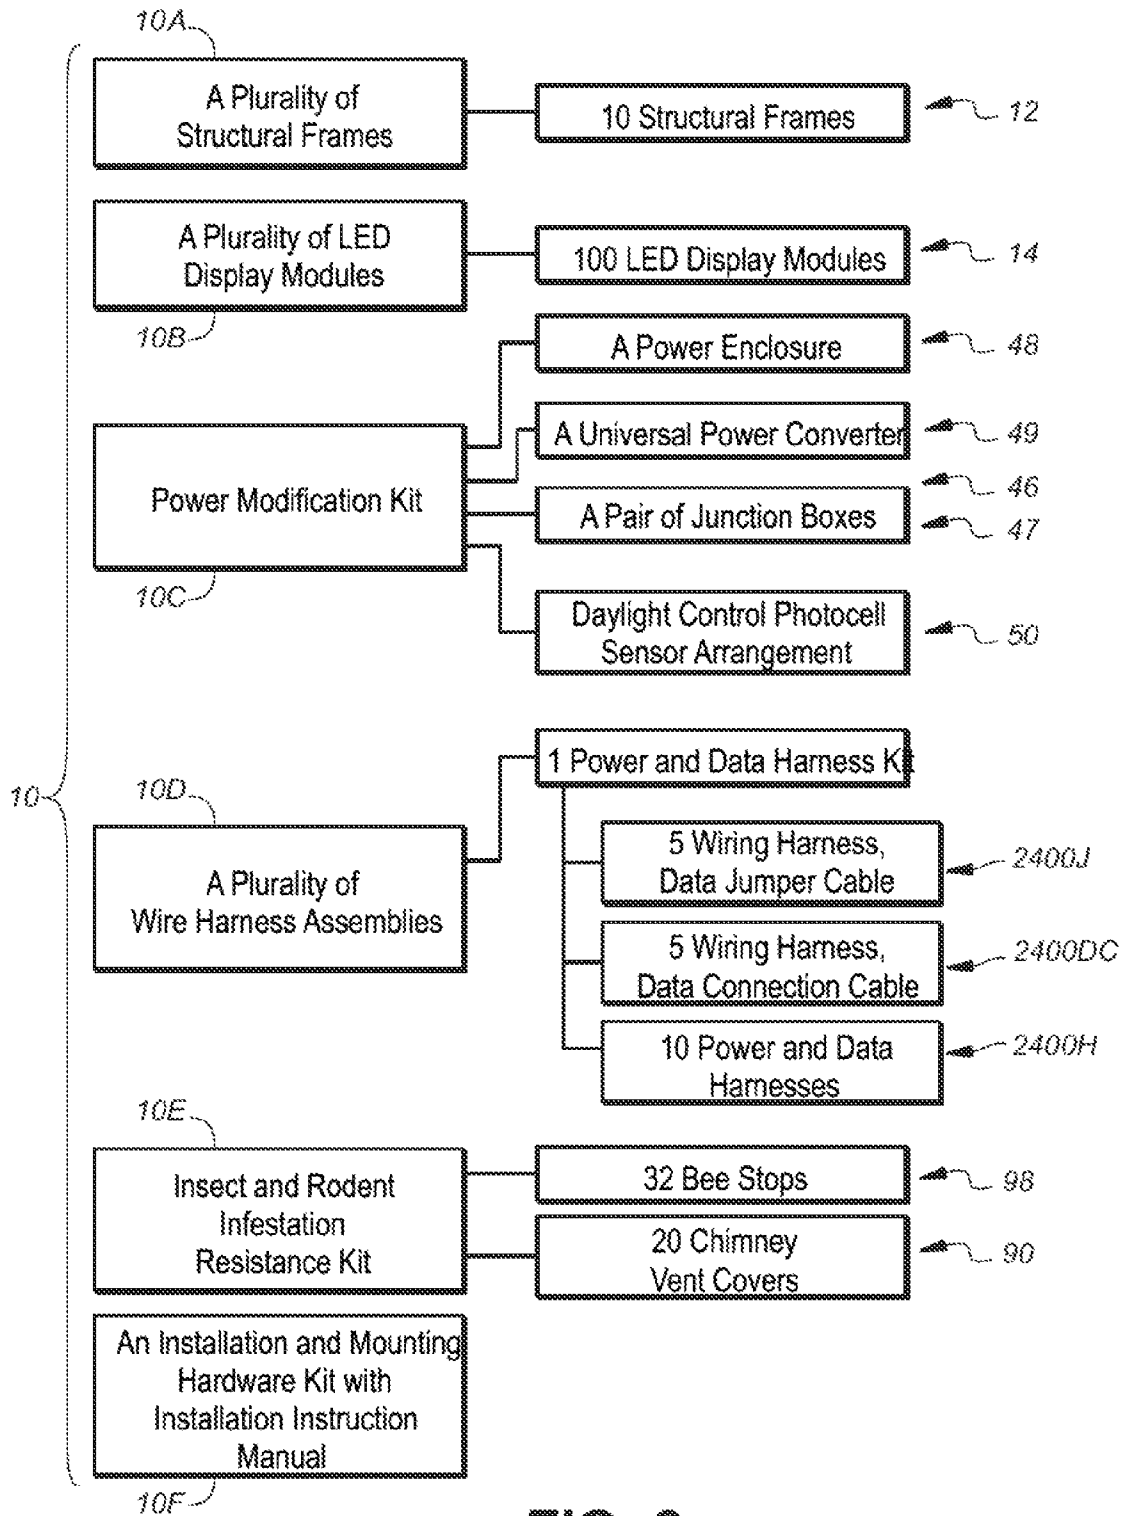 10A
A Plurality of
Structural Frames
10 Structural Frames
12
A Plurality of LED
Display Modules
100 LED Display Modules
14
10B
A Power Enclosure
48
A Universal Power Converter
49
Power Modification Kit
46
A Pair of Junction Boxes
47
10C
Daylight Control Photocell
Sensor Arrangement
50
1 Power and Data Harness Kit
10
10D
5 Wiring Harness,
Data Jumper Cable
2400J
A Plurality of
Wire Harness Assemblies
5 Wiring Harness,
Data Connection Cable
2400DC
10 Power and Data
Harnesses
2400H
10E
Insect and Rodent
Infestation
Resistance Kit
32 Bee Stops
98
20 Chimney
Vent Covers
90
An Installation and Mounting
Hardware Kit with
Installation Instruction
Manual
10F